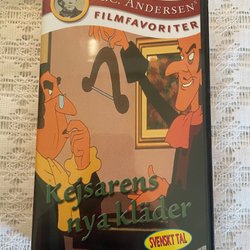 C. ANDERSEN
FILMFAVORITER
Kejsarens
nya kläder
SVENSKT TAL